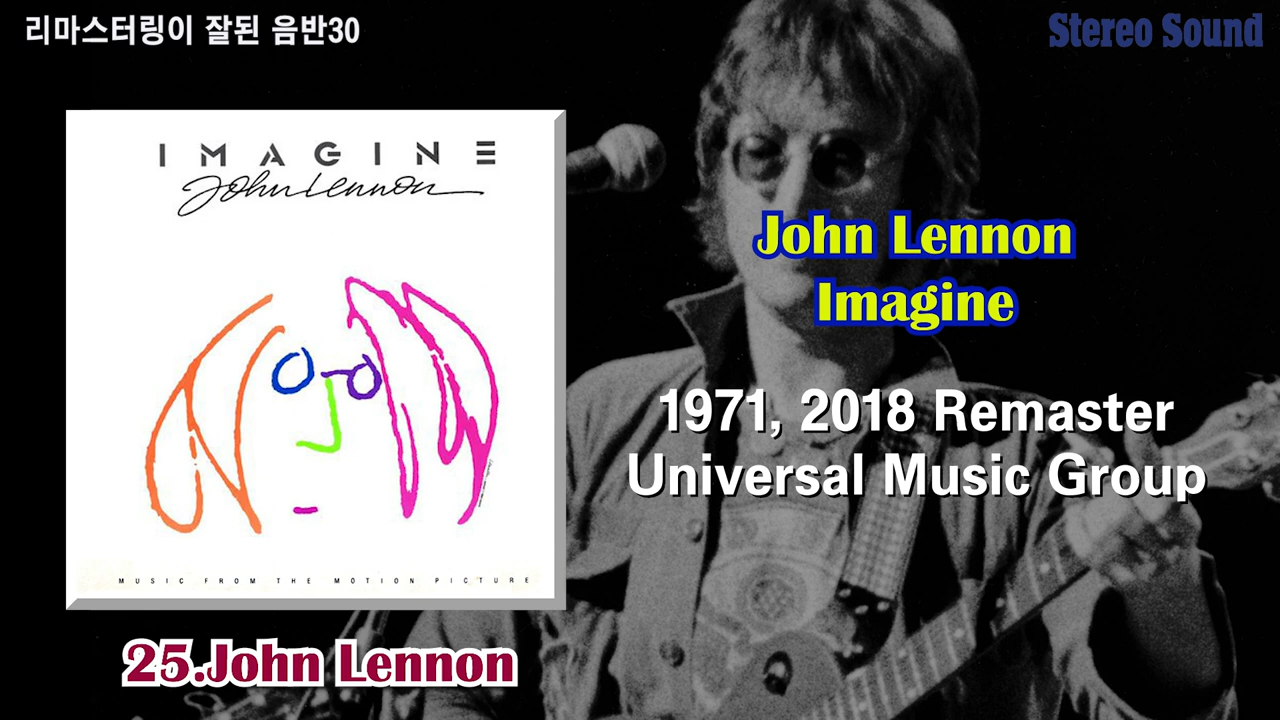 리마스터링이 잘된 음반30
Stereo Sound
IMAGINE
John Lennon
MUSIC FROM THE MOTION PICTURE
John Lennon
Imagine
1971, 2018 Remaster
Universal Music Group
25.John Lennon